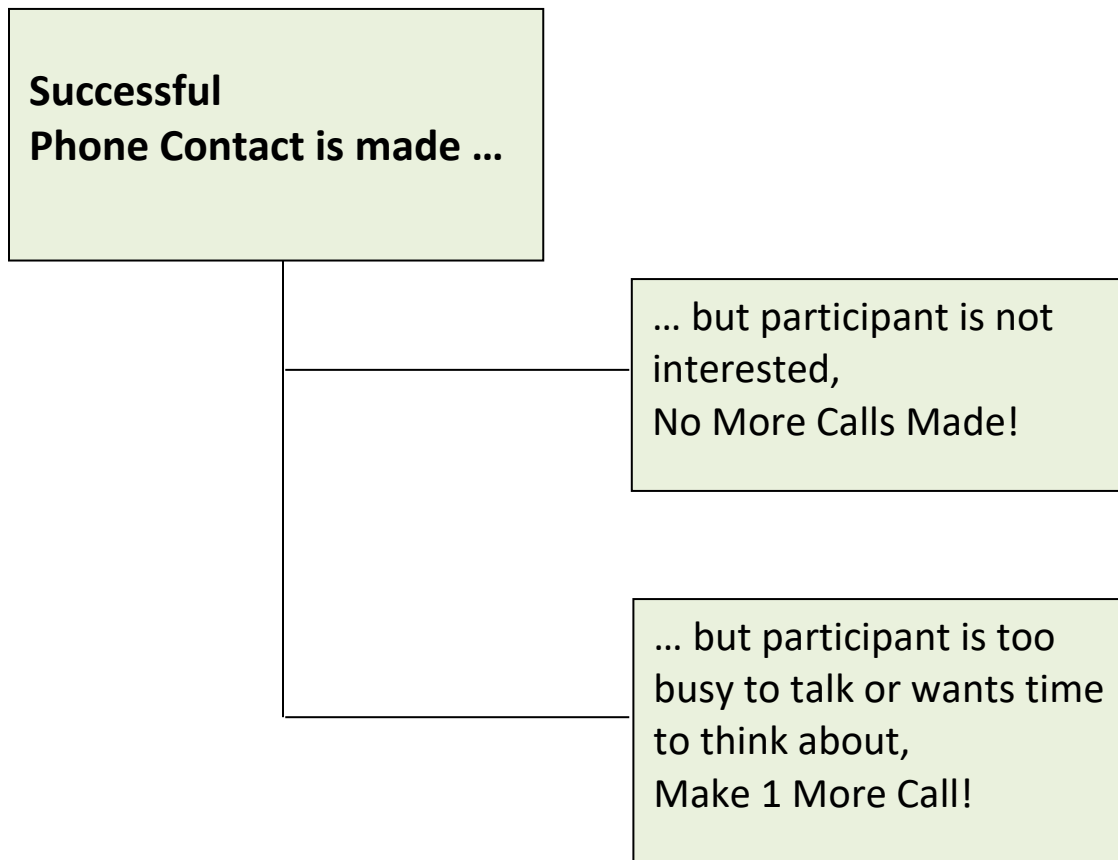 Successful
Phone Contact is made …
… but participant is not
interested,
No More Calls Made!
… but participant is too
busy to talk or wants time
to think about,
Make 1 More Call!